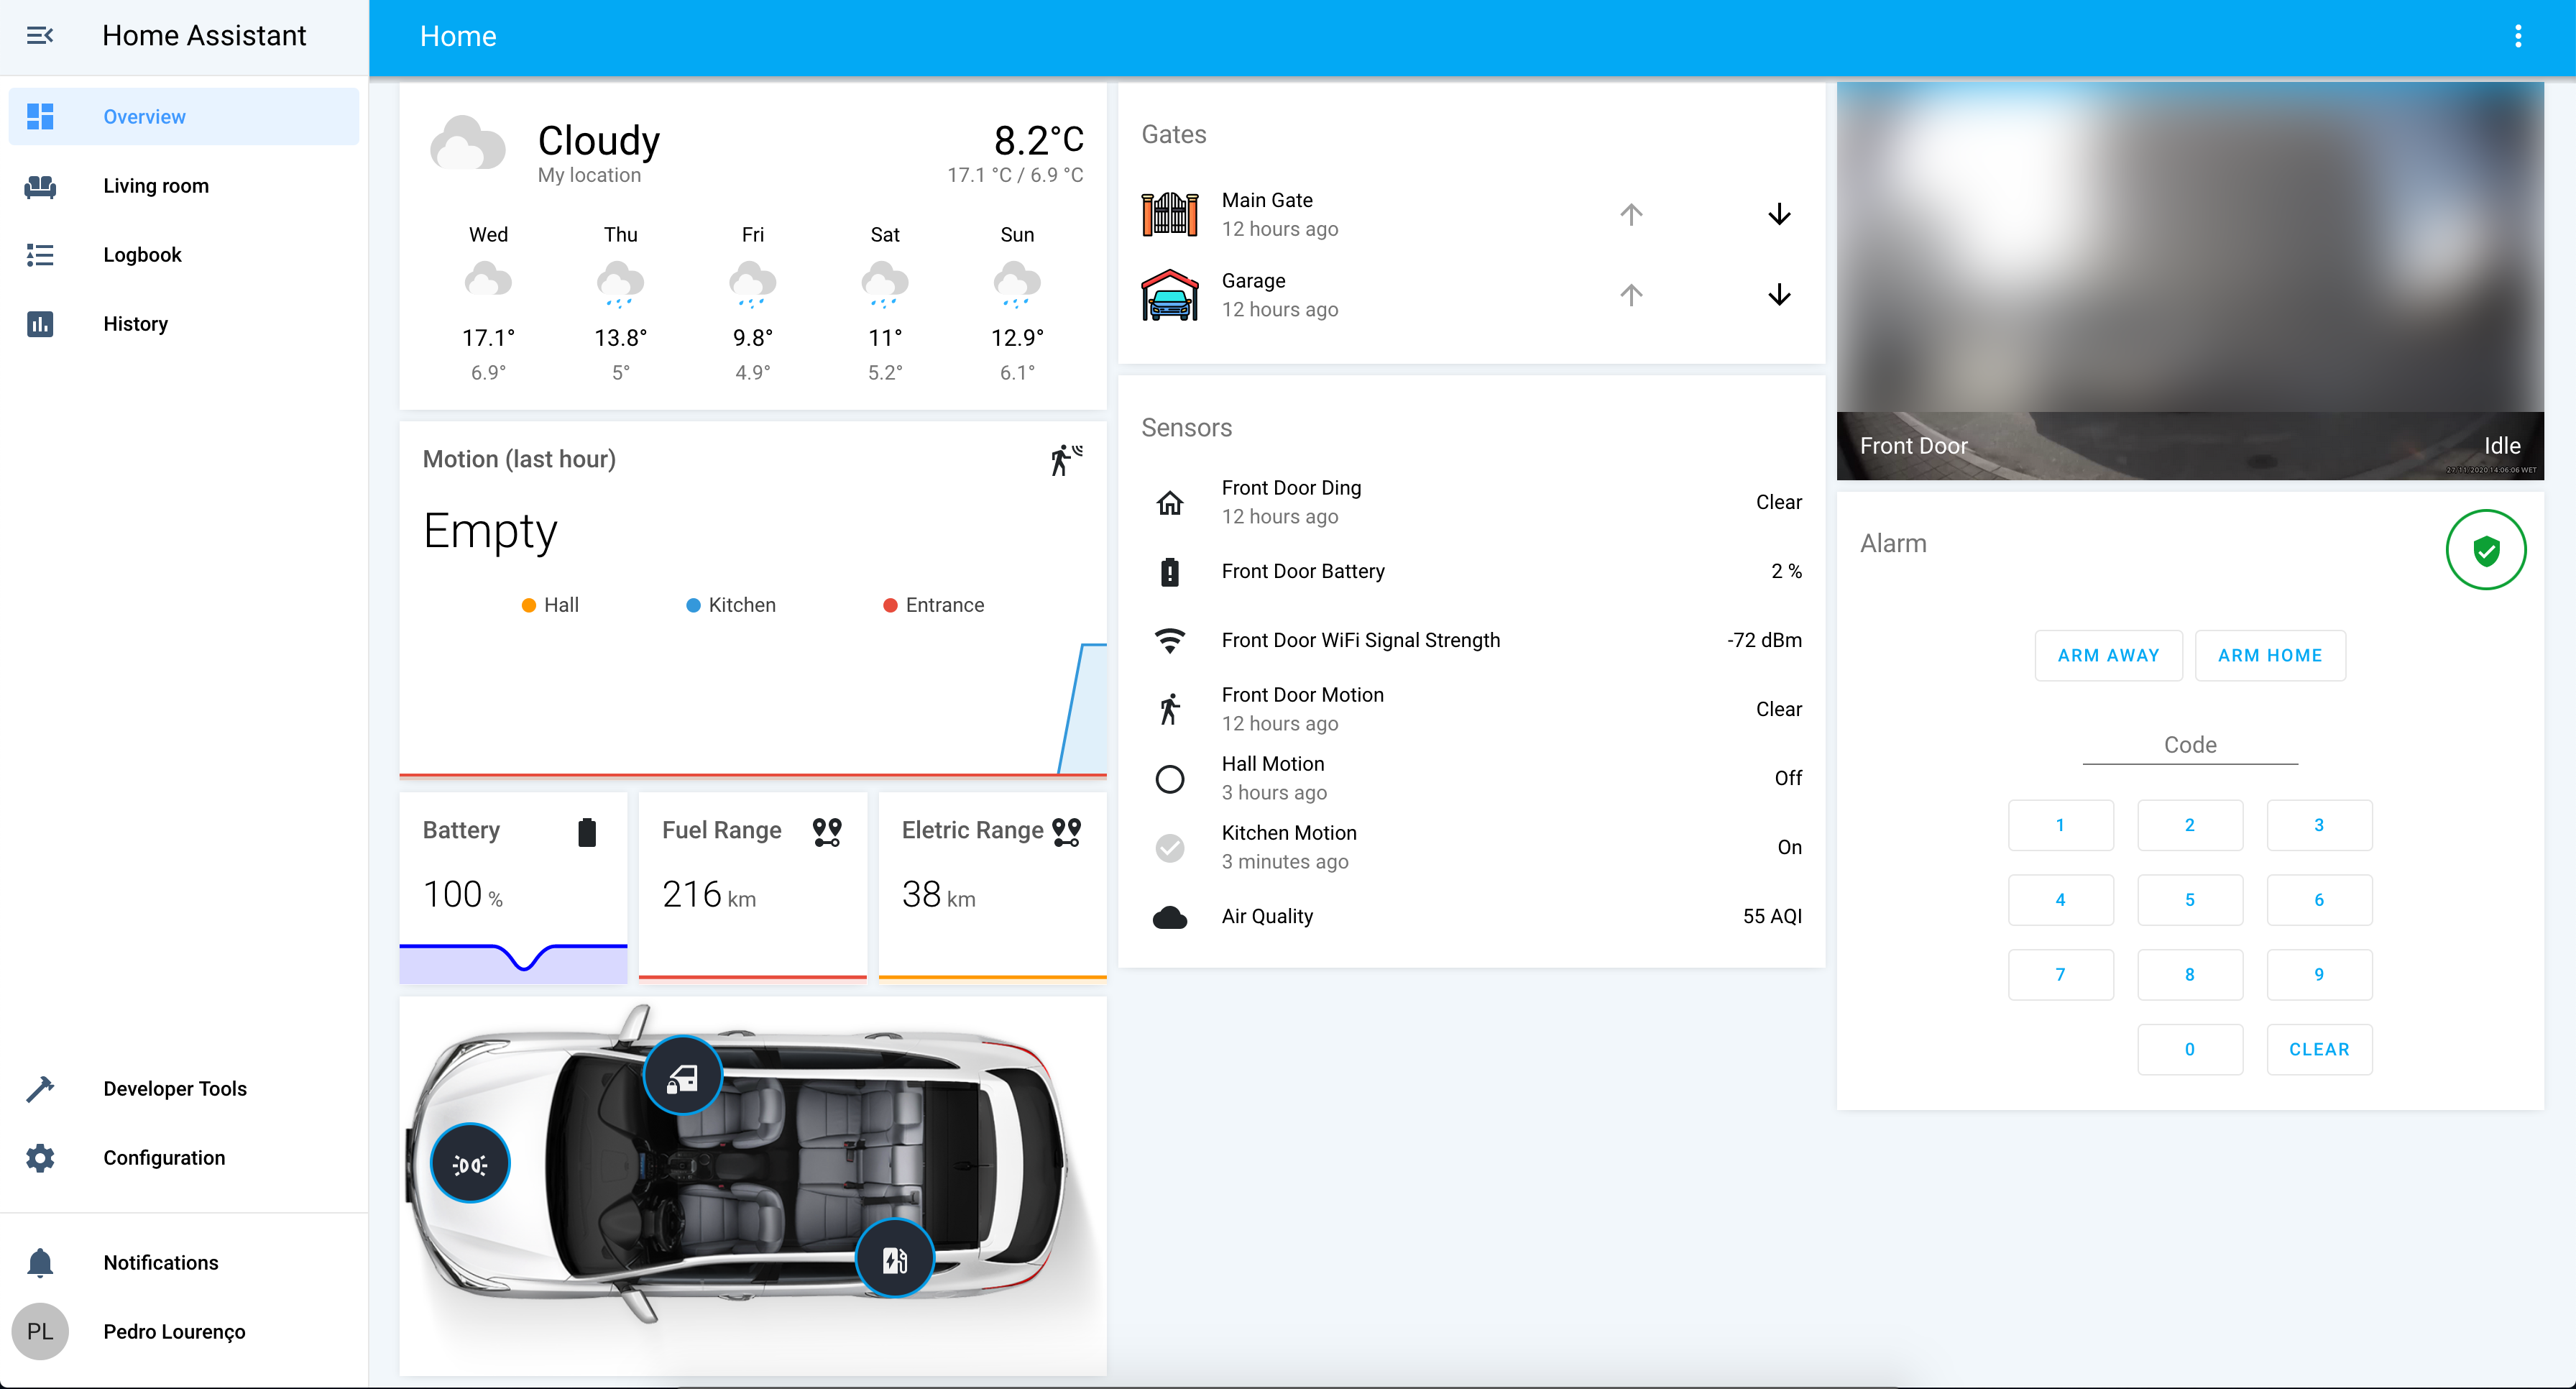 Home Assistant
Overview
Living room
Logbook
History
Developer Tools
Configuration
Notifications
PL
Pedro Lourenço
Home
Cloudy
My location
8.2°C
17.1 °C / 6.9 °C
Wed Thu Fri Sat Sun
17.1° 13.8° 9.8° 11° 12.9°
6.9° 5° 4.9° 5.2° 6.1°
Motion (last hour)
Empty
Hall Kitchen Entrance
Battery
100 %
Fuel Range
216 km
Eletric Range
38 km
Gates
Main Gate
12 hours ago
Garage
12 hours ago
Sensors
Front Door Ding
12 hours ago
Clear
Front Door Battery
2 %
Front Door WiFi Signal Strength
-72 dBm
Front Door Motion
12 hours ago
Clear
Hall Motion
3 hours ago
Off
Kitchen Motion
3 minutes ago
On
Air Quality
55 AQI
Front Door
Idle
27-11-2020 14:06:06 WET
Alarm
ARM AWAY ARM HOME
Code
1 2 3
4 5 6
7 8 9
0 CLEAR